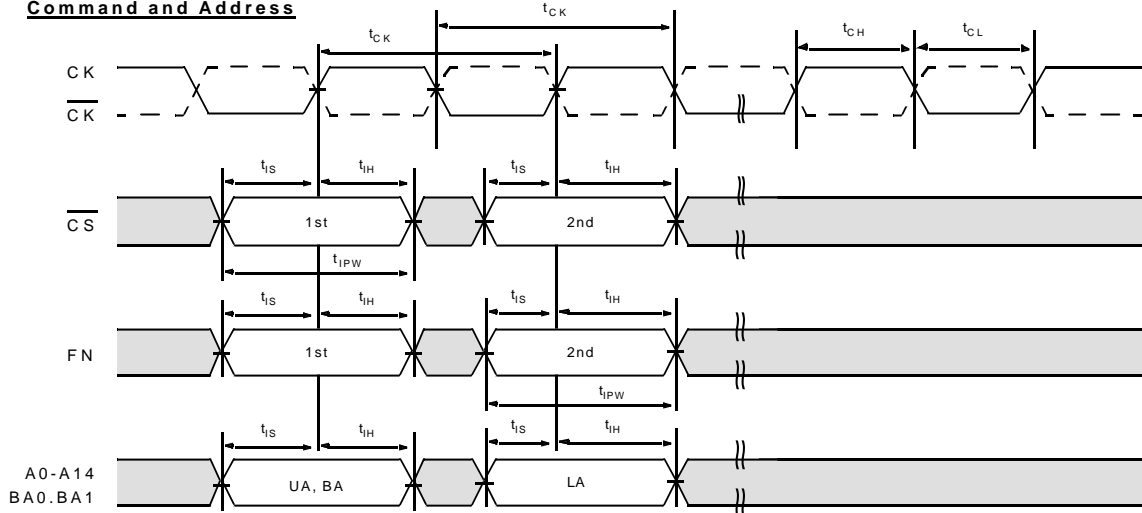 Command and Address
tCK
tCK
tCH
tCL
CK
CK
tIS
tIH
tIS
tIH
CS
1st
2nd
tIPW
tIS
tIH
tIS
tIH
FN
1st
2nd
tIPW
tIS
tIH
tIS
tIH
A0-A14
BA0.BA1
UA, BA
LA